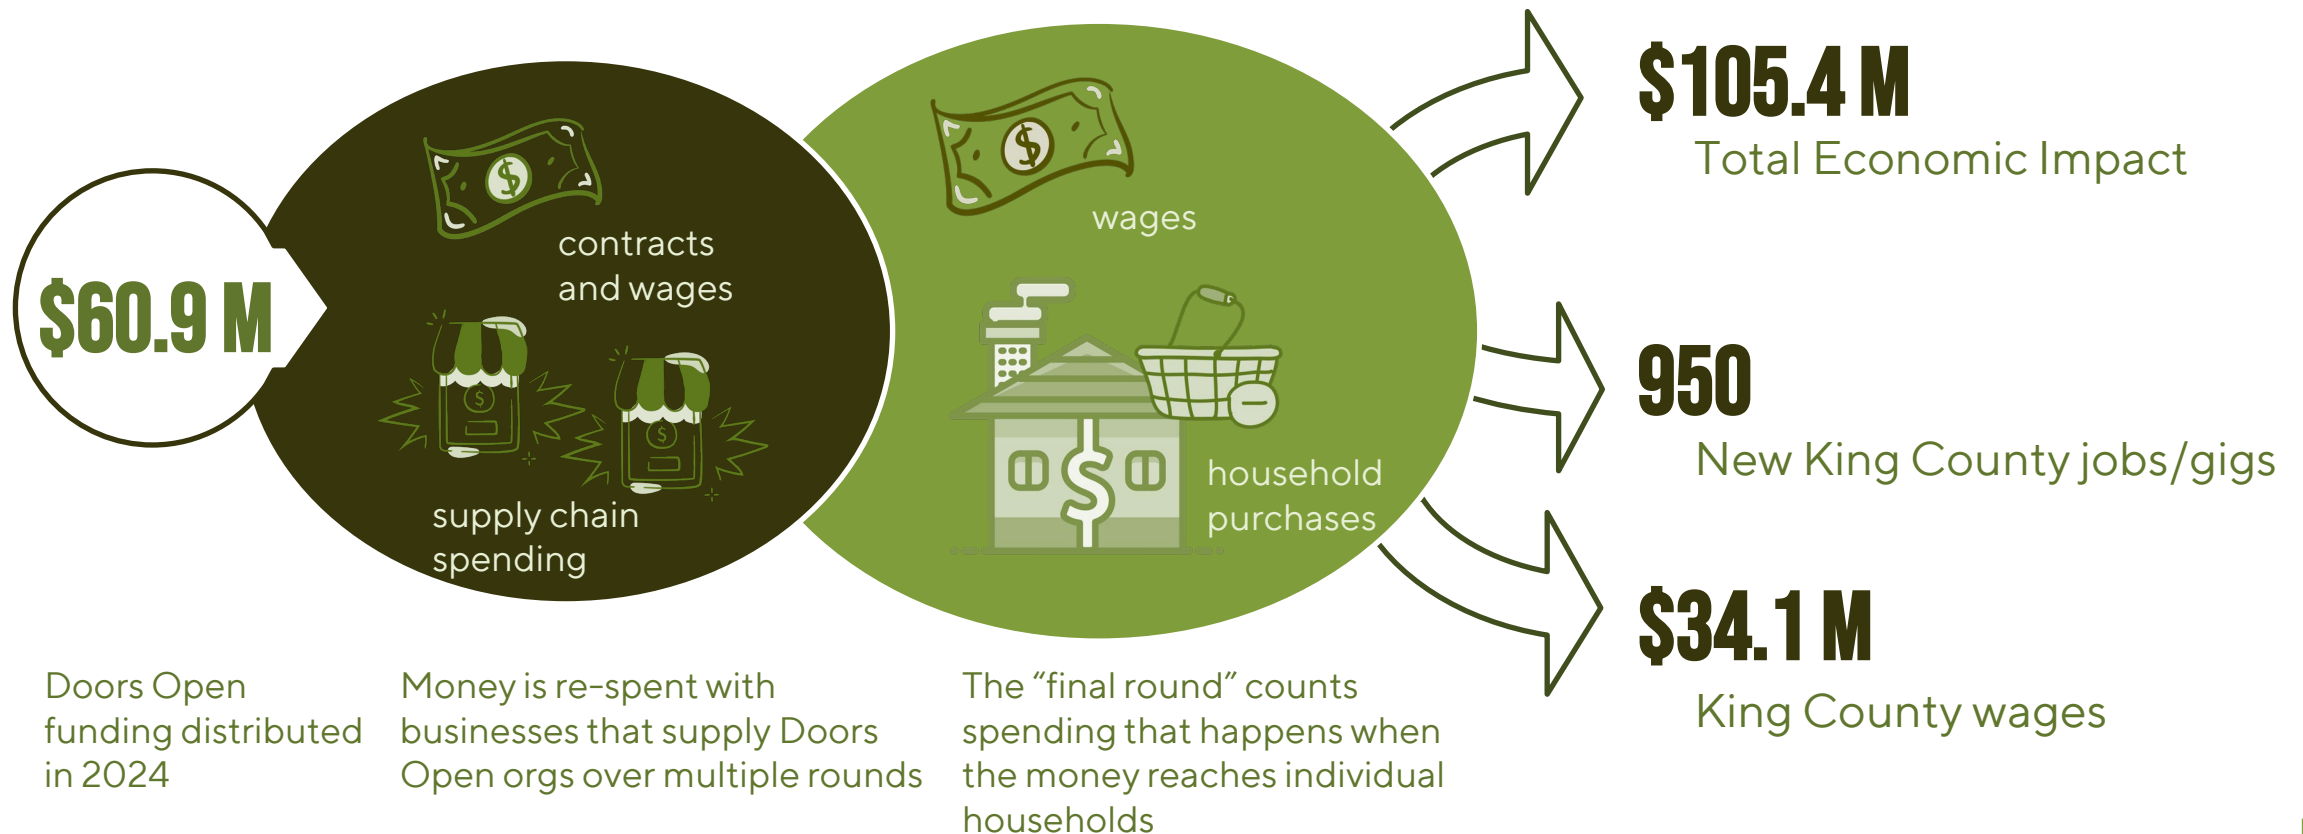 $60.9 M
contracts
and wages
supply chain
spending
wages
household
purchases
$105.4 M
Total Economic Impact
950
New King County jobs/gigs
$34.1 M
King County wages
Doors Open
funding distributed
in 2024
Money is re-spent with
businesses that supply Doors
Open orgs over multiple rounds
The “final round” counts
spending that happens when
the money reaches individual
households